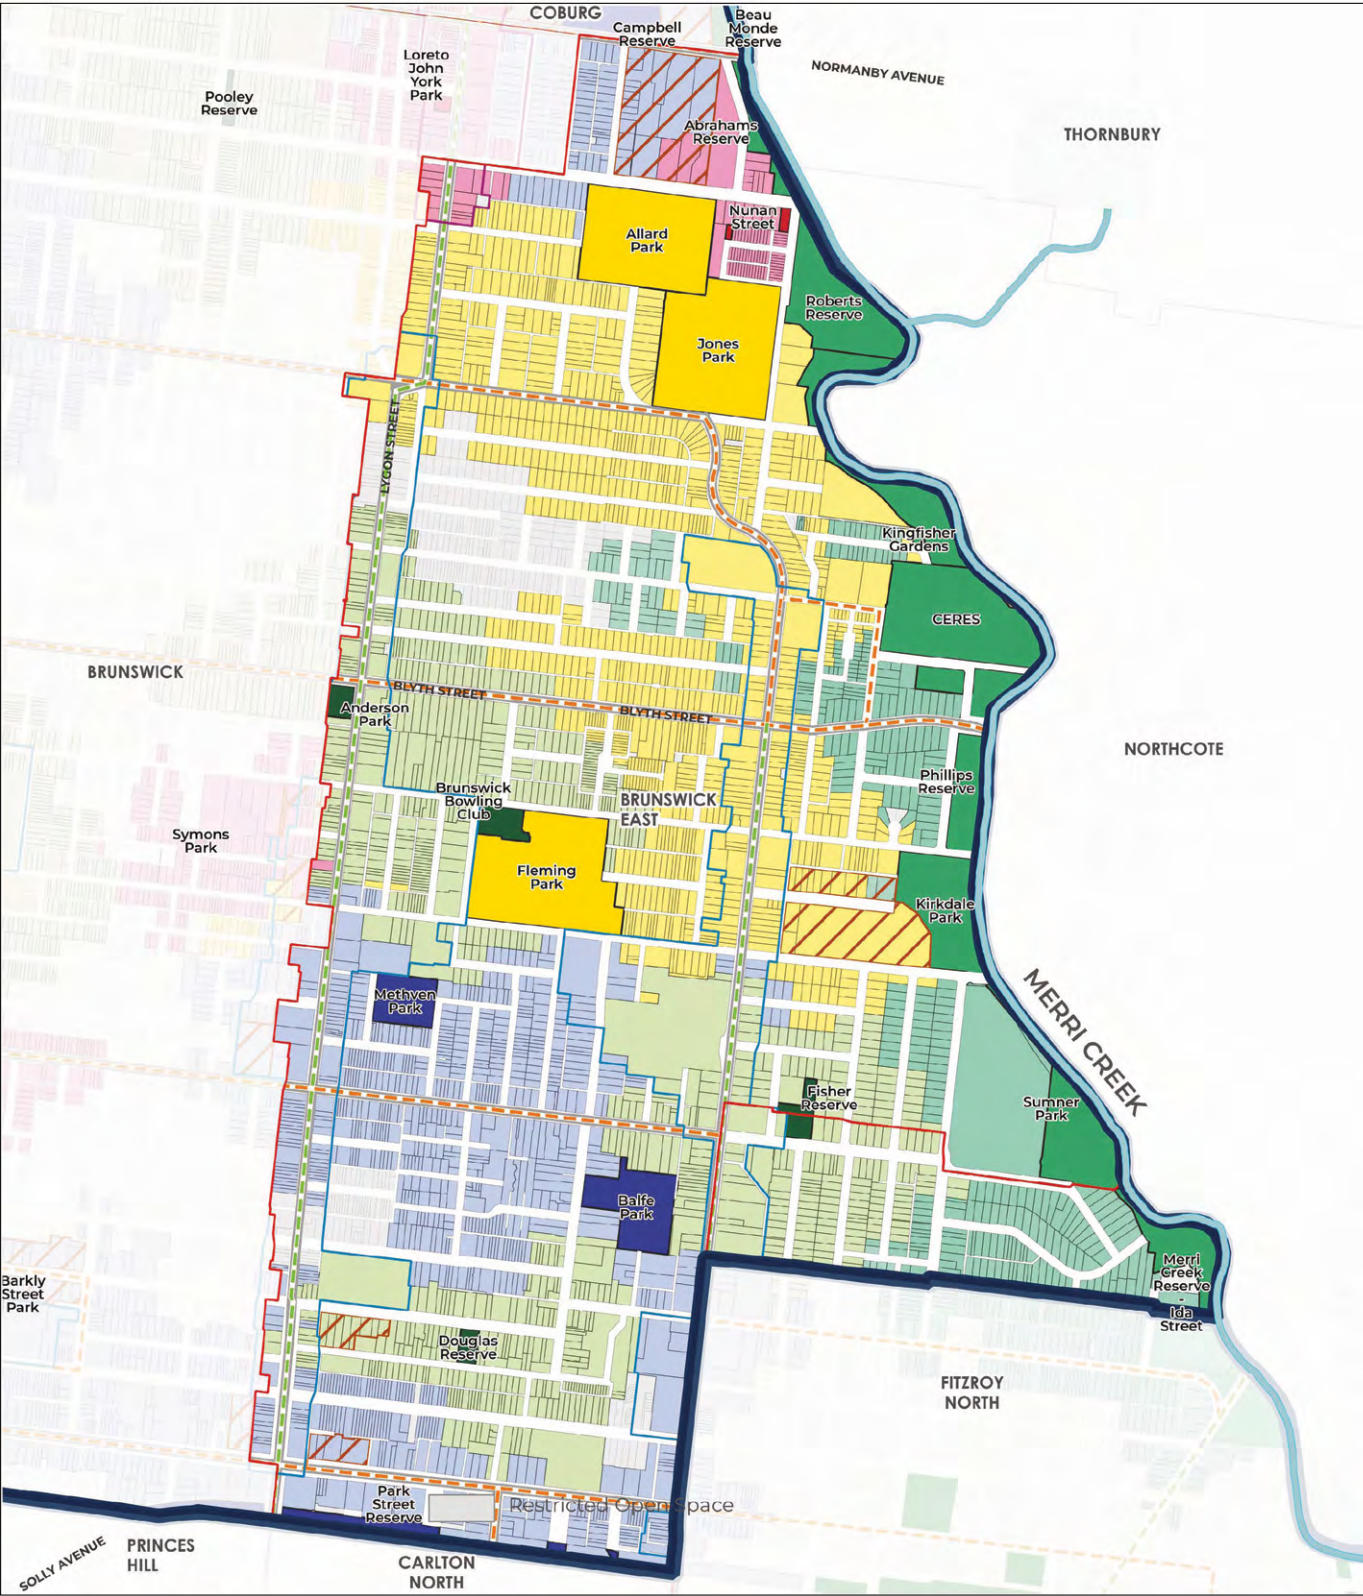 COBURG
Beau
Monde
Reserve
Campbell
Reserve
Loreto
John
York
Park
NORMANBY AVENUE
Pooley
Reserve
Abrahams
Reserve
THORNBURY
Nunan
Street
Allard
Park
Roberts
Reserve
Jones
Park
LYGON STREET
Kingfisher
Gardens
CERES
BRUNSWICK
BLYTH STREET
BLYTH STREET
Anderson
Park
NORTHCOTE
Phillips
Reserve
Brunswick
Bowling
Club
BRUNSWICK
EAST
Symons
Park
Fleming
Park
Kirkdale
Park
Methven
Park
MERRI CREEK
Fisher
Reserve
Sumner
Park
Balfe
Park
Merri
Creek
Reserve
-
Ida
Street
Barkly
Street
Park
Douglas
Reserve
FITZROY
NORTH
Park
Street
Reserve
Restricted Open Space
SOLLY AVENUE
PRINCES
HILL
CARLTON
NORTH